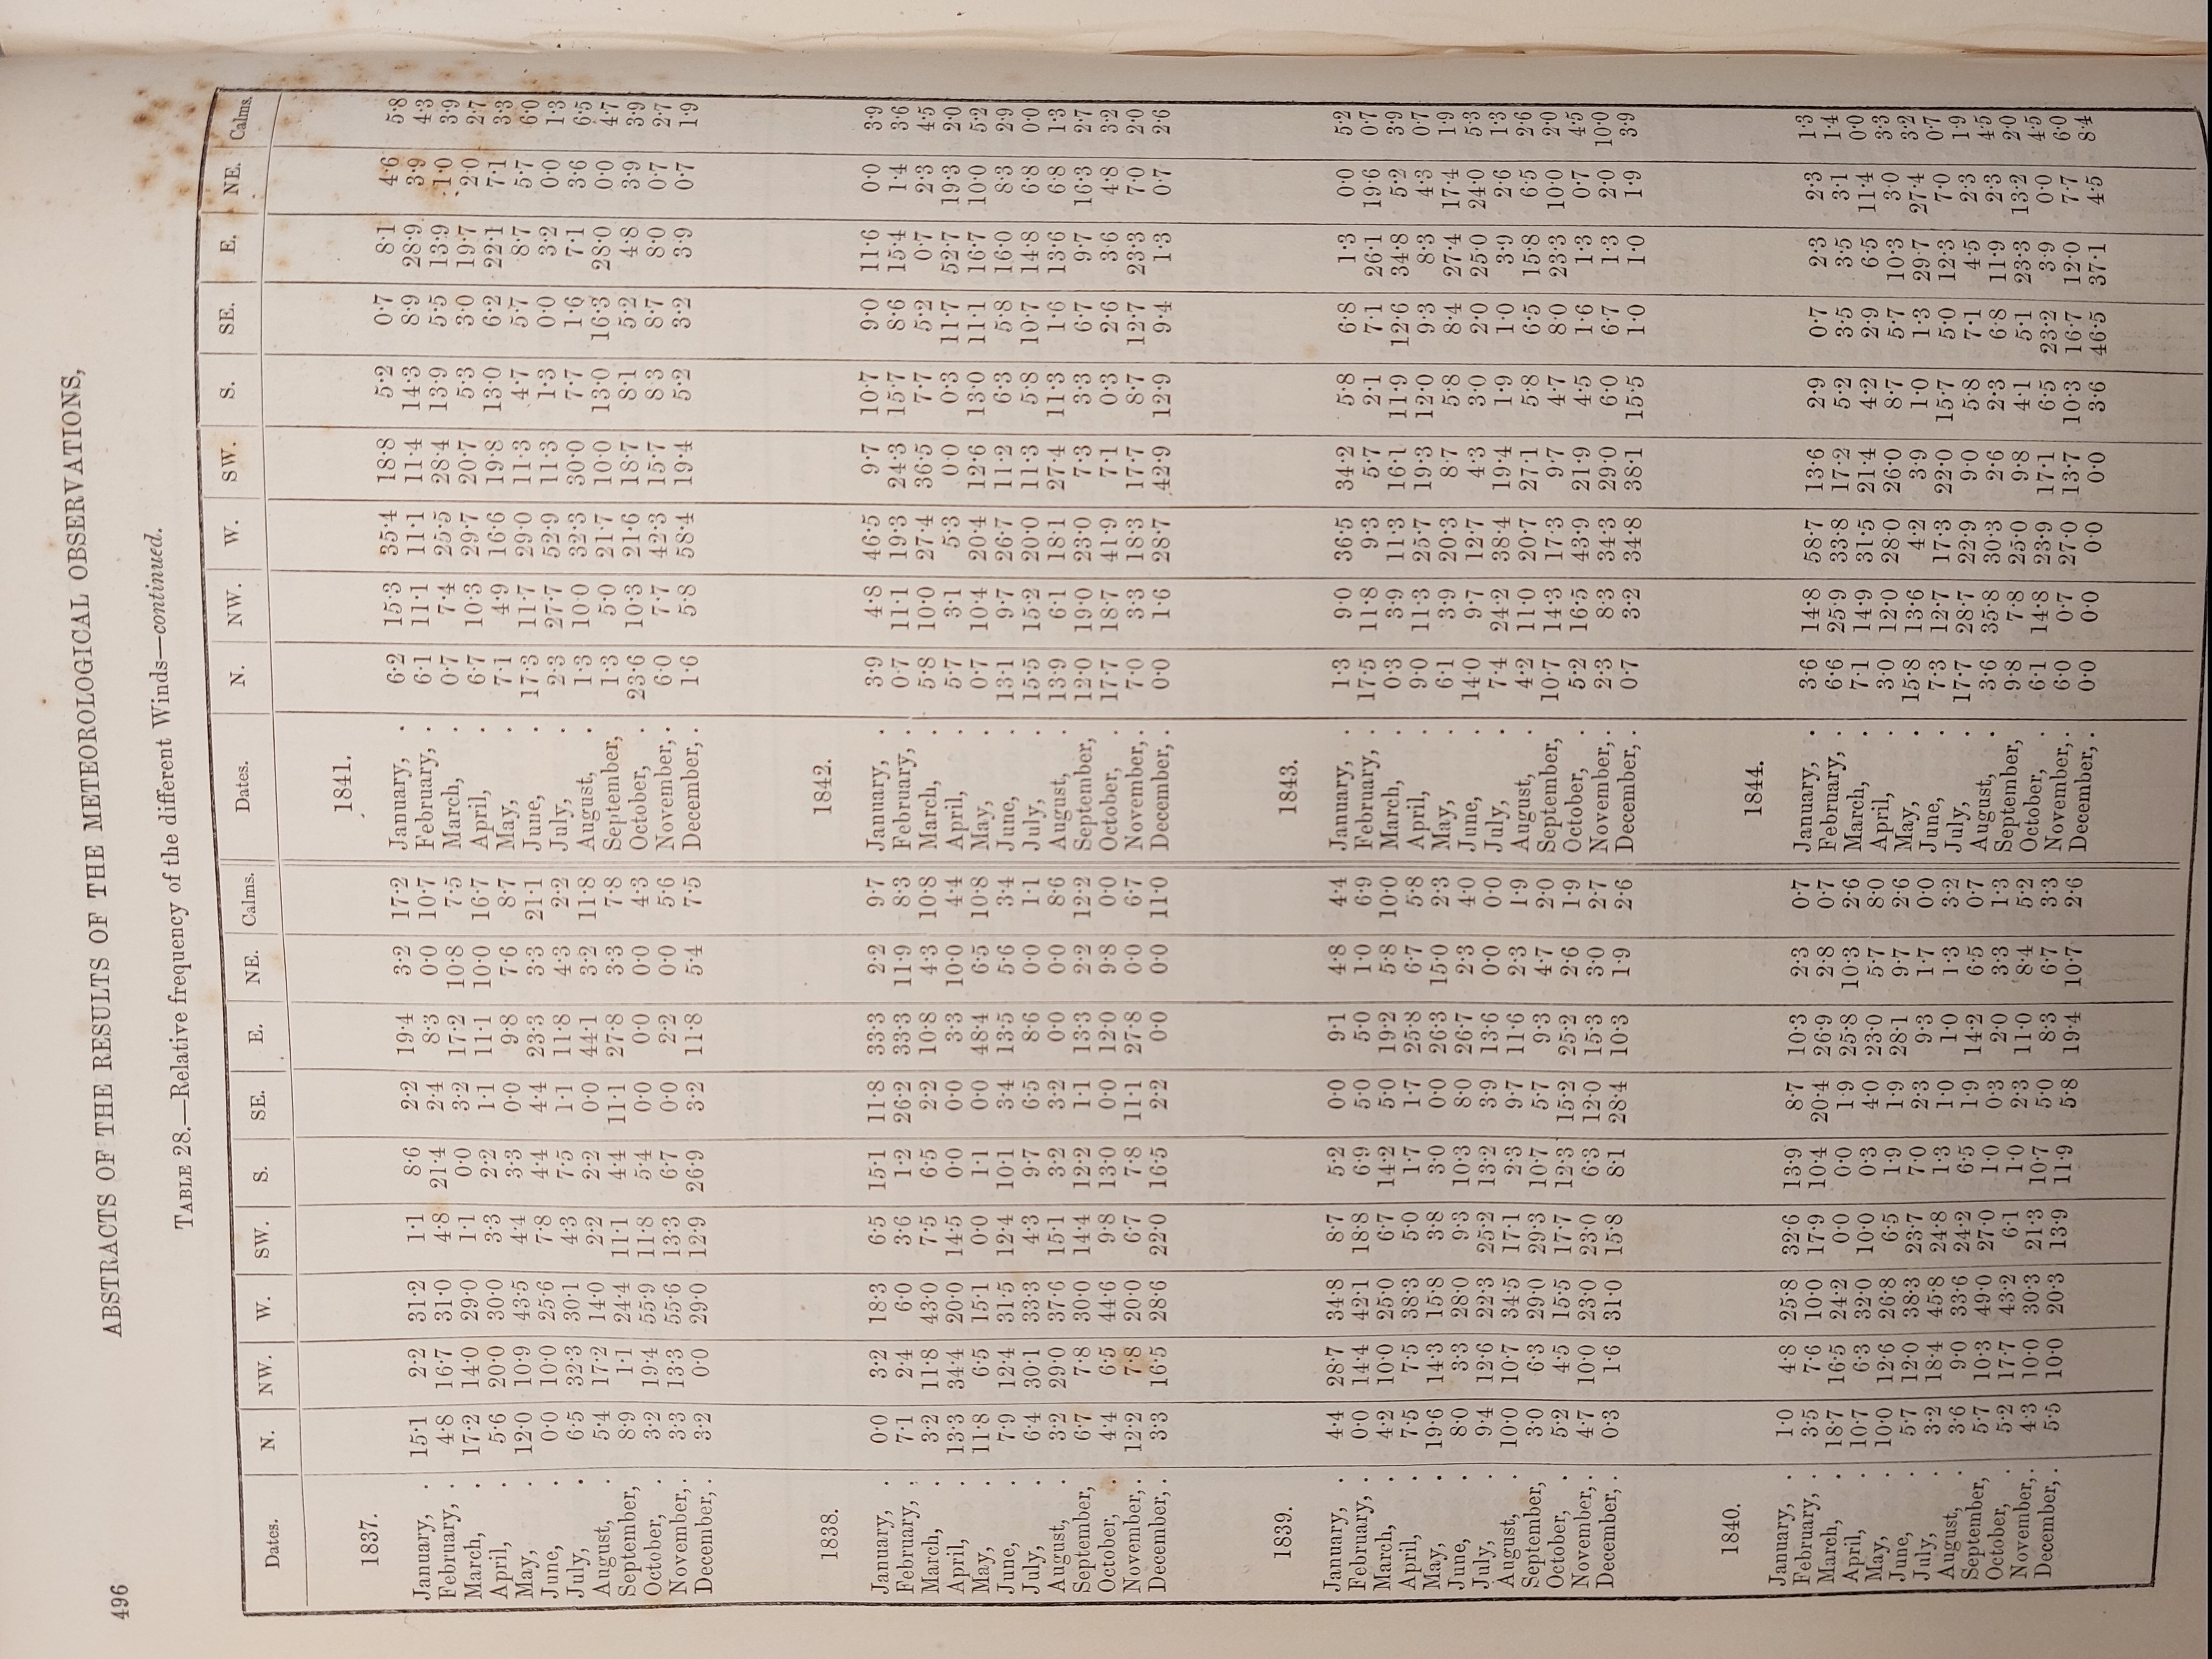 496
ABSTRACTS OF THE RESULTS OF THE METEOROLOGICAL OBSERVATIONS,
TABLE 28.—Relative frequency of the different Winds—continued.
Dates. N. NW. W. SW. S. SE. E. NE. Calms.
1837.
January, . 15·1 2·2 31·2 1·1 8·6 2·2 19·4 3·2 17·2
February, . 4·8 16·7 31·0 4·8 21·4 2·4 8·3 0·0 10·7
March, . 17·2 14·0 29·0 1·1 0·0 3·2 17·2 10·8 7·5
April, . 5·6 20·0 30·0 3·3 2·2 1·1 11·1 10·0 16·7
May, . 12·0 10·9 43·5 4·4 3·3 0·0 9·8 7·6 8·7
June, . 0·0 10·0 25·6 7·8 4·4 4·4 23·3 3·3 21·1
July, . 6·5 32·3 30·1 4·3 7·5 1·1 11·8 4·3 2·2
August, . 5·4 17·2 14·0 2·2 2·2 0·0 44·1 3·2 11·8
September, 8·9 1·1 24·4 11·1 4·4 11·1 27·8 3·3 7·8
October, . 3·2 19·4 55·9 11·8 5·4 0·0 0·0 0·0 4·3
November, . 3·3 13·3 55·6 13·3 6·7 0·0 2·2 0·0 5·6
December, . 3·2 0·0 29·0 12·9 26·9 3·2 11·8 5·4 7·5
1838.
January, . 0·0 3·2 18·3 6·5 15·1 11·8 33·3 2·2 9·7
February, . 7·1 2·4 6·0 3·6 1·2 26·2 33·3 11·9 8·3
March, . 3·2 11·8 43·0 7·5 6·5 2·2 10·8 4·3 10·8
April, . 13·3 34·4 20·0 14·5 0·0 0·0 3·3 10·0 4·4
May, . 11·8 6·5 15·1 0·0 1·1 0·0 48·4 6·5 10·8
June, . 7·9 12·4 31·5 12·4 10·1 3·4 13·5 5·6 3·4
July, . 6·4 30·1 33·3 4·3 9·7 6·5 8·6 0·0 1·1
August, . 3·2 29·0 37·6 15·1 3·2 3·2 0·0 0·0 8·6
September, 6·7 7·8 30·0 14·4 12·2 1·1 13·3 2·2 12·2
October, . 4·4 6·5 44·6 9·8 13·0 0·0 12·0 9·8 0·0
November, . 12·2 7·8 20·0 6·7 7·8 11·1 27·8 0·0 6·7
December, . 3·3 16·5 28·6 22·0 16·5 2·2 0·0 0·0 11·0
1839.
January, . 4·4 28·7 34·8 8·7 5·2 0·0 9·1 4·8 4·4
February, . 0·0 14·4 42·1 18·8 6·9 5·0 5·0 1·0 6·9
March, . 4·2 10·0 25·0 6·7 14·2 5·0 19·2 5·8 10·0
April, . 7·5 7·5 38·3 5·0 1·7 1·7 25·8 6·7 5·8
May, . 19·6 14·3 15·8 3·8 3·0 0·0 26·3 15·0 2·3
June, . 8·0 3·3 28·0 9·3 10·3 8·0 26·7 2·3 4·0
July, . 9·4 12·6 22·3 25·2 13·2 3·9 13·6 0·0 0·0
August, . 10·0 10·7 34·5 17·1 2·3 9·7 11·6 2·3 1·9
September, 3·0 6·3 29·0 29·3 10·7 5·7 9·3 4·7 2·0
October, . 5·2 4·5 15·5 17·7 12·3 15·2 25·2 2·6 1·9
November, . 4·7 10·0 23·0 23·0 6·3 12·0 15·3 3·0 2·7
December, . 0·3 1·6 31·0 15·8 8·1 28·4 10·3 1·9 2·6
1840.
January, . 1·0 4·8 25·8 32·6 13·9 8·7 10·3 2·3 0·7
February, . 3·5 7·6 10·0 17·9 10·4 20·4 26·9 2·8 0·7
March, . 18·7 16·5 24·2 0·0 0·0 1·9 25·8 10·3 2·6
April, . 10·7 6·3 32·0 10·0 0·3 4·0 23·0 5·7 8·0
May, . 10·0 12·6 26·8 6·5 1·9 1·9 28·1 9·7 2·6
June, . 5·7 12·0 38·3 23·7 7·0 2·3 9·3 1·7 0·0
July, . 3·2 18·4 45·8 24·8 1·3 1·0 1·0 1·3 3·2
August, . 3·6 9·0 33·6 24·2 6·5 1·9 14·2 6·5 0·7
September, 5·7 10·3 49·0 27·0 1·0 0·3 2·0 3·3 1·3
October, . 5·2 17·7 43·2 6·1 1·0 2·3 11·0 8·4 5·2
November, . 4·3 10·0 30·3 21·3 10·7 5·0 8·3 6·7 3·3
December, . 5·5 10·0 20·3 13·9 11·9 5·8 19·4 10·7 2·6
Dates. N. NW. W. SW. S. SE. E. NE. Calms.
1841.
January, . 6·2 15·3 35·4 18·8 5·2 0·7 8·1 4·6 5·8
February, . 6·1 11·1 11·1 11·4 14·3 8·9 28·9 3·9 4·3
March, . 0·7 7·4 25·5 28·4 13·9 5·5 13·9 1·0 3·9
April, . 6·7 10·3 29·7 20·7 5·3 3·0 19·7 2·0 2·7
May, . 7·1 4·9 16·6 19·8 13·0 6·2 22·1 7·1 3·3
June, . 17·3 11·7 29·0 11·3 4·7 5·7 8·7 5·7 6·0
July, . 2·3 27·7 52·9 11·3 1·3 0·0 3·2 0·0 1·3
August, . 1·3 10·0 32·3 30·0 7·7 1·6 7·1 3·6 6·5
September, 1·3 5·0 21·7 10·0 13·0 16·3 28·0 0·0 4·7
October, . 23·6 10·3 21·6 18·7 8·1 5·2 4·8 3·9 3·9
November, . 6·0 7·7 42·3 15·7 8·3 8·7 8·0 0·7 2·7
December, . 1·6 5·8 58·4 19·4 5·2 3·2 3·9 0·7 1·9
1842.
January, . 3·9 4·8 46·5 9·7 10·7 9·0 11·6 0·0 3·9
February, . 0·7 11·1 19·3 24·3 15·7 8·6 15·4 1·4 3·6
March, . 5·8 10·0 27·4 36·5 7·7 5·2 0·7 2·3 4·5
April, . 5·7 3·1 5·3 0·0 0·3 11·7 52·7 19·3 2·0
May, . 0·7 10·4 20·4 12·6 13·0 11·1 16·7 10·0 5·2
June, . 13·1 9·7 26·7 11·2 6·3 5·8 16·0 8·3 2·9
July, . 15·5 15·2 20·0 11·3 5·8 10·7 14·8 6·8 0·0
August, . 13·9 6·1 18·1 27·4 11·3 1·6 13·6 6·8 1·3
September, 12·0 19·0 23·0 7·3 3·3 6·7 9·7 16·3 2·7
October, . 17·7 18·7 41·9 7·1 0·3 2·6 3·6 4·8 3·2
November, . 7·0 3·3 18·3 17·7 8·7 12·7 23·3 7·0 2·0
December, . 0·0 1·6 28·7 42·9 12·9 9·4 1·3 0·7 2·6
1843.
January, . 1·3 9·0 36·5 34·2 5·8 6·8 1·3 0·0 5·2
February, . 17·5 11·8 9·3 5·7 2·1 7·1 26·1 19·6 0·7
March, . 0·3 3·9 11·3 16·1 11·9 12·6 34·8 5·2 3·9
April, . 9·0 11·3 25·7 19·3 12·0 9·3 8·3 4·3 0·7
May, . 6·1 3·9 20·3 8·7 5·8 8·4 27·4 17·4 1·9
June, . 14·0 9·7 12·7 4·3 3·0 2·0 25·0 24·0 5·3
July, . 7·4 24·2 38·4 19·4 1·9 1·0 3·9 2·6 1·3
August, . 4·2 11·0 20·7 27·1 5·8 6·5 15·8 6·5 2·6
September, 10·7 14·3 17·3 9·7 4·7 8·0 23·3 10·0 2·0
October, . 5·2 16·5 43·9 21·9 4·5 1·6 1·3 0·7 4·5
November, . 2·3 8·3 34·3 29·0 6·0 6·7 1·3 2·0 10·0
December, . 0·7 3·2 34·8 38·1 15·5 1·0 1·0 1·9 3·9
1844.
January, . 3·6 14·8 58·7 13·6 2·9 0·7 2·3 2·3 1·3
February, . 6·6 25·9 33·8 17·2 5·2 3·5 3·5 3·1 1·4
March, . 7·1 14·9 31·5 21·4 4·2 2·9 6·5 11·4 0·0
April, . 3·0 12·0 28·0 26·0 8·7 5·7 10·3 3·0 3·3
May, . 15·8 13·6 4·2 3·9 1·0 1·3 29·7 27·4 3·2
June, . 7·3 12·7 17·3 22·0 15·7 5·0 12·3 7·0 0·7
July, . 17·7 28·7 22·9 9·0 5·8 7·1 4·5 2·3 1·9
August, . 3·6 35·8 30·3 2·6 2·3 6·8 11·9 2·3 4·5
September, 9·8 7·8 25·0 9·8 4·1 5·1 23·3 13·2 2·0
October, . 6·1 14·8 23·9 17·1 6·5 23·2 3·9 0·0 4·5
November, . 6·0 0·7 27·0 13·7 10·3 16·7 12·0 7·7 6·0
December, . 0·0 0·0 0·0 0·0 3·6 46·5 37·1 4·5 8·4